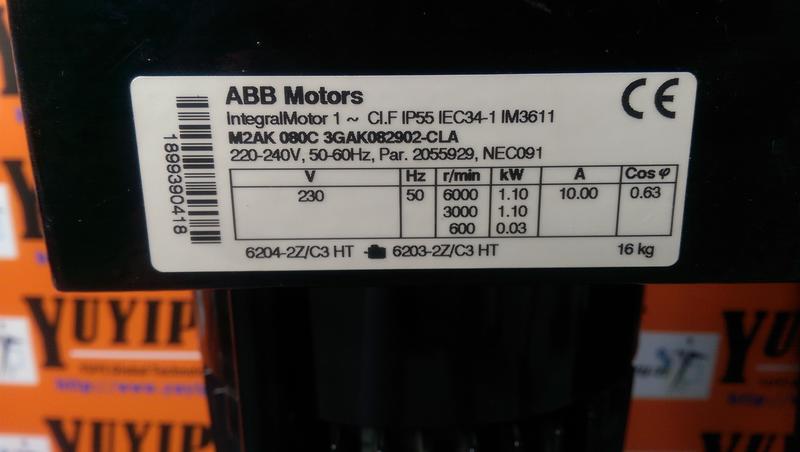 ABB Motors
CE
IntegralMotor 1 ~ Cl.F IP55 IEC34-1 IM3611
M2AK 080C 3GAK082902-CLA
220-240V, 50-60Hz, Par. 2055929, NEC091
V Hz r/min kW A Cos φ
230 50 6000 1.10 10.00 0.63
3000 1.10
600 0.03
6204-2Z/C3 HT 6203-2Z/C3 HT 16 kg
1899390418
YUYIP
YUYI
YUYIP